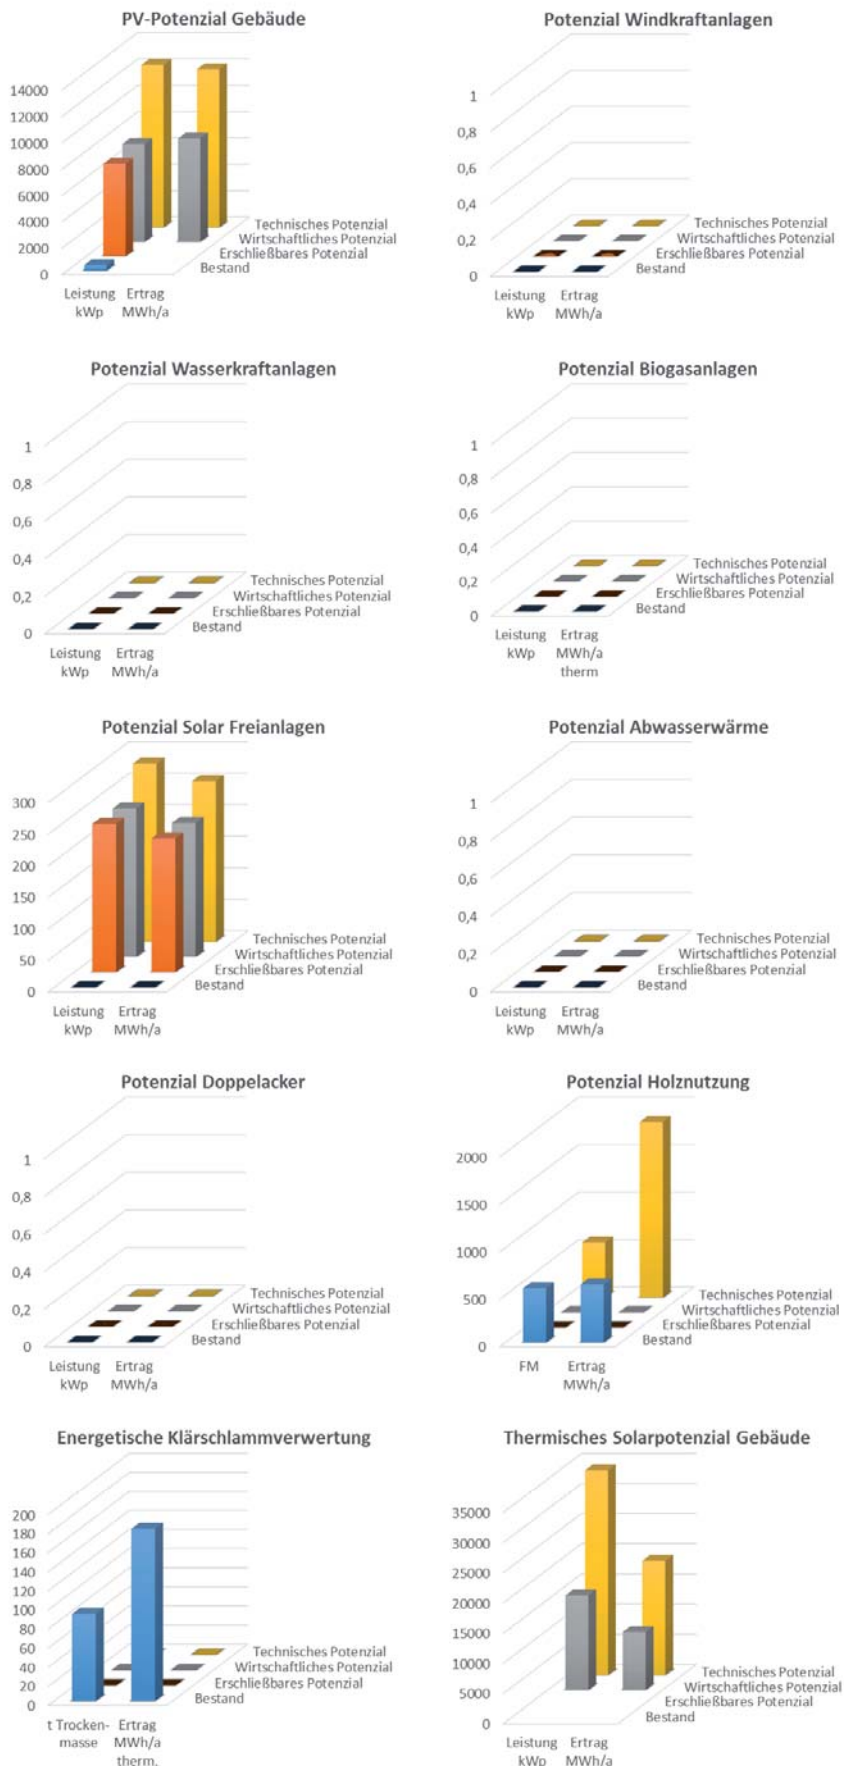 PV-Potenzial Gebäude
14000
12000
10000
8000
6000
4000
2000
0
Technisches Potenzial
Wirtschaftliches Potenzial
Erschließbares Potenzial
Bestand
Leistung Ertrag
kWp MWh/a
Potenzial Windkraftanlagen
1
0,8
0,6
0,4
0,2
0
Technisches Potenzial
Wirtschaftliches Potenzial
Erschließbares Potenzial
Bestand
Leistung Ertrag
kWp MWh/a
Potenzial Wasserkraftanlagen
1
0,8
0,6
0,4
0,2
0
Technisches Potenzial
Wirtschaftliches Potenzial
Erschließbares Potenzial
Bestand
Leistung Ertrag
kWp MWh/a
Potenzial Biogasanlagen
1
0,8
0,6
0,4
0,2
0
Technisches Potenzial
Wirtschaftliches Potenzial
Erschließbares Potenzial
Bestand
Leistung Ertrag
kWp MWh/a
therm
Potenzial Solar Freianlagen
300
250
200
150
100
50
0
Technisches Potenzial
Wirtschaftliches Potenzial
Erschließbares Potenzial
Bestand
Leistung Ertrag
kWp MWh/a
Potenzial Abwasserwärme
1
0,8
0,6
0,4
0,2
0
Technisches Potenzial
Wirtschaftliches Potenzial
Erschließbares Potenzial
Bestand
Leistung Ertrag
kWp MWh/a
Potenzial Doppelacker
1
0,8
0,6
0,4
0,2
0
Technisches Potenzial
Wirtschaftliches Potenzial
Erschließbares Potenzial
Bestand
Leistung Ertrag
kWp MWh/a
Potenzial Holznutzung
2000
1500
1000
500
0
Technisches Potenzial
Wirtschaftliches Potenzial
Erschließbares Potenzial
Bestand
FM Ertrag
MWh/a
Energetische Klärschlammverwertung
200
180
160
140
120
100
80
60
40
20
0
Technisches Potenzial
Wirtschaftliches Potenzial
Erschließbares Potenzial
Bestand
t Trocken- Ertrag
masse MWh/a
therm.
Thermisches Solarpotenzial Gebäude
35000
30000
25000
20000
15000
10000
5000
0
Technisches Potenzial
Wirtschaftliches Potenzial
Erschließbares Potenzial
Bestand
Leistung Ertrag
kWp MWh/a